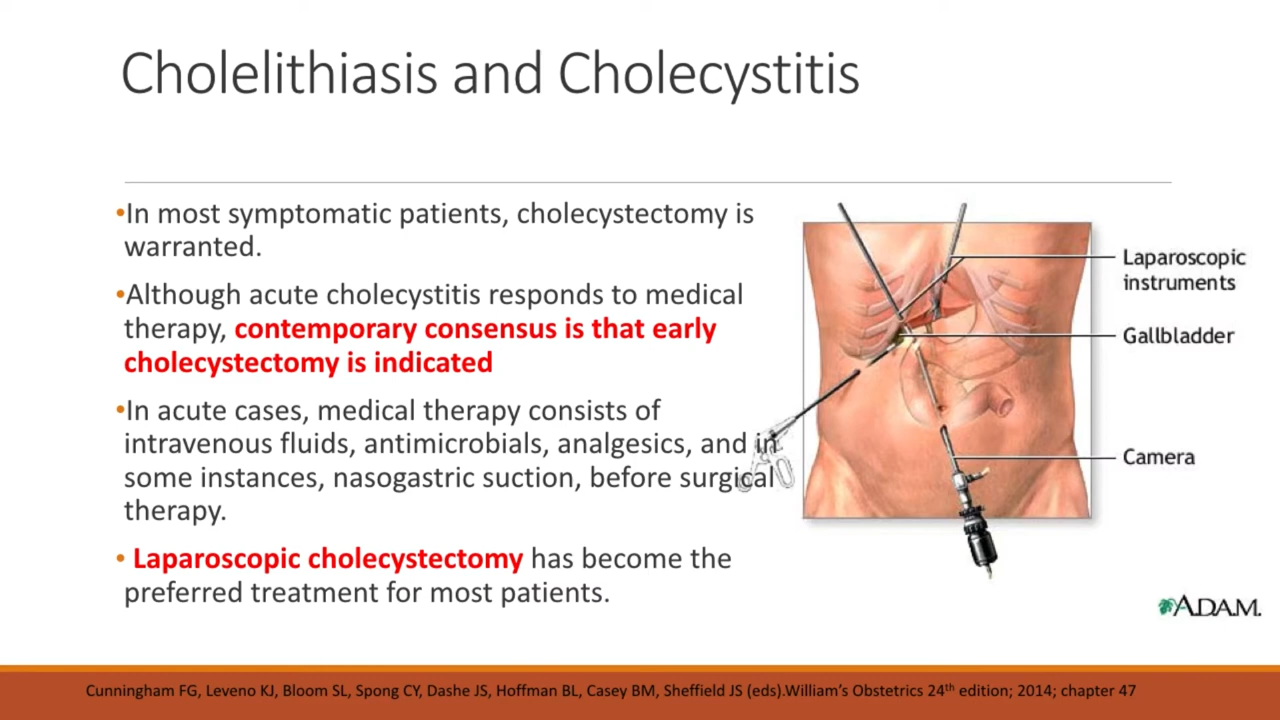 Cholelithiasis and Cholecystitis
•In most symptomatic patients, cholecystectomy is
warranted.
•Although acute cholecystitis responds to medical
therapy, contemporary consensus is that early
cholecystectomy is indicated
•In acute cases, medical therapy consists of
intravenous fluids, antimicrobials, analgesics, and in
some instances, nasogastric suction, before surgical
therapy.
• Laparoscopic cholecystectomy has become the
preferred treatment for most patients.
Laparoscopic
instruments
Gallbladder
Camera
A.D.A.M.
Cunningham FG, Leveno KJ, Bloom SL, Spong CY, Dashe JS, Hoffman BL, Casey BM, Sheffield JS (eds).William’s Obstetrics 24th edition; 2014; chapter 47